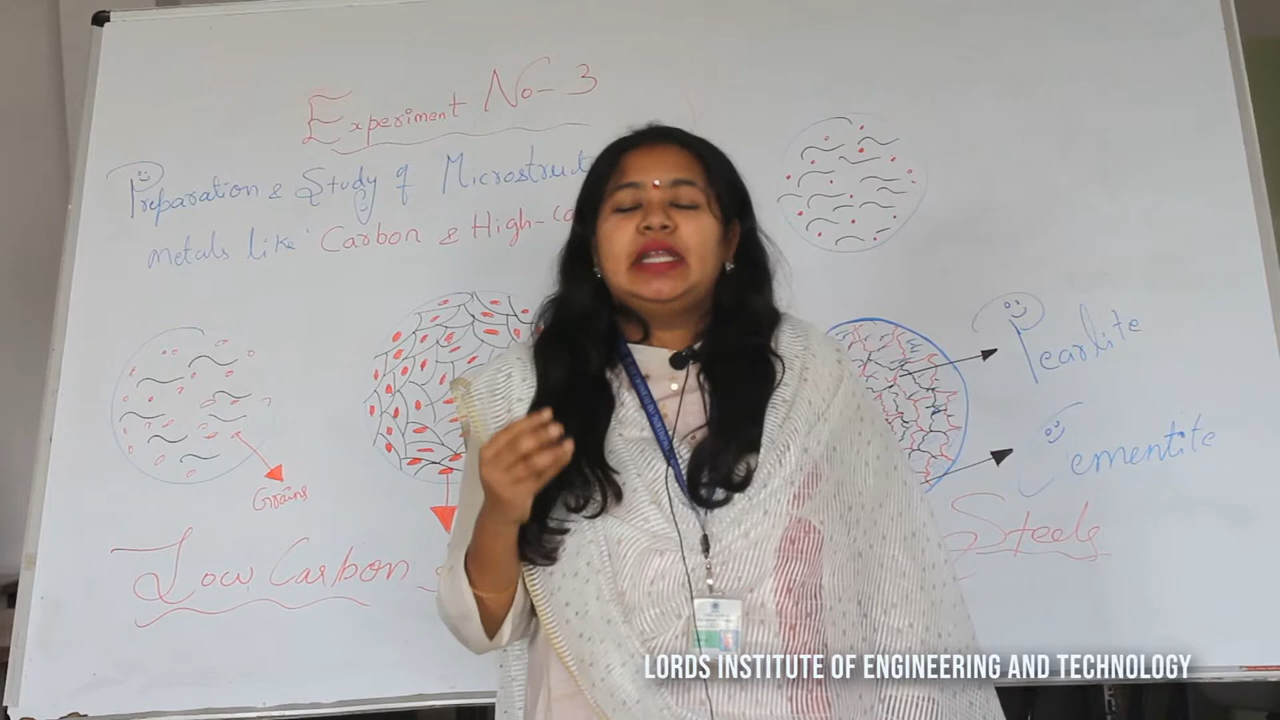 Experiment No-3
Preparation & Study of Microstruct
metals like Carbon & High-Ca
Pearlite
Cementite
Grains
Low Carbon
Steels
LORDS INSTITUTE OF ENGINEERING AND TECHNOLOGY